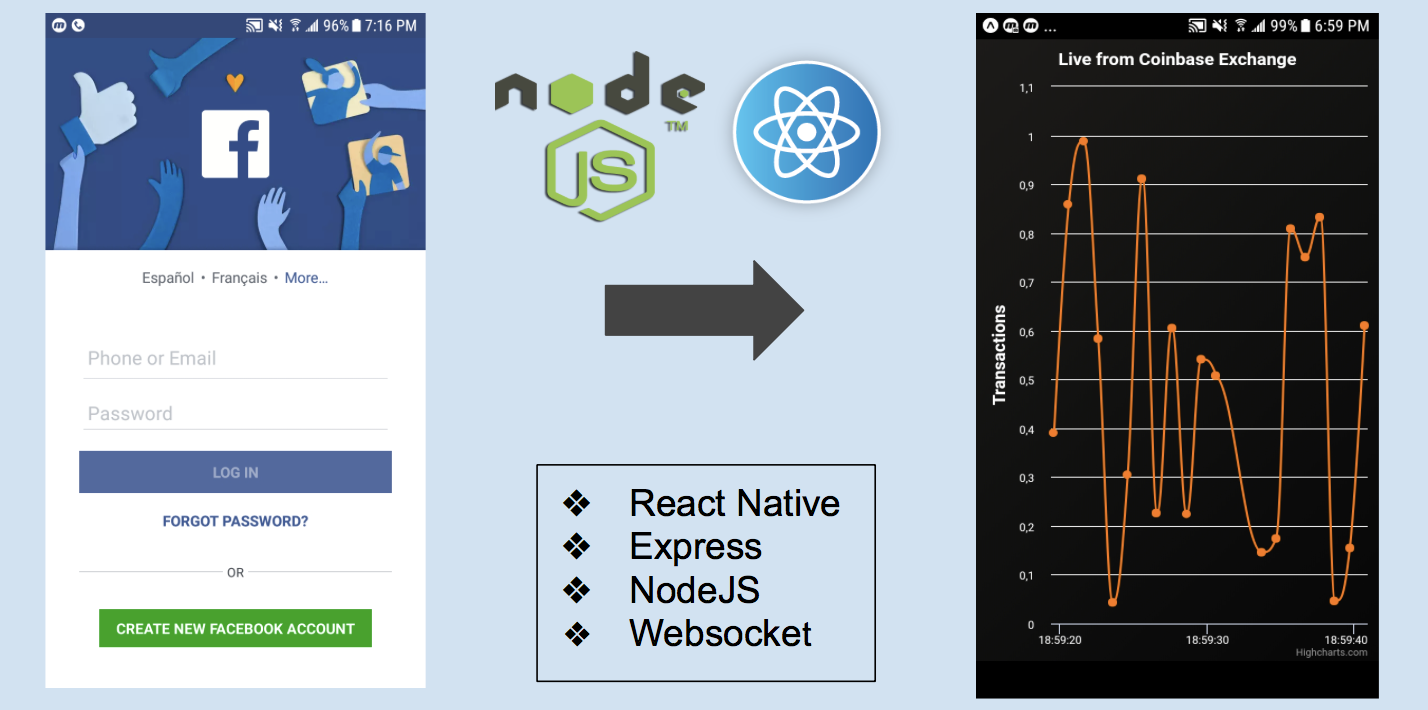 96% 7:16 PM
f
Español • Français • More...
Phone or Email
Password
LOG IN
FORGOT PASSWORD?
OR
CREATE NEW FACEBOOK ACCOUNT
node
TM
JS
❖ React Native
❖ Express
❖ NodeJS
❖ Websocket
... 99% 6:59 PM
Live from Coinbase Exchange
Transactions
1,1
1
0,9
0,8
0,7
0,6
0,5
0,4
0,3
0,2
0,1
0
18:59:20 18:59:30 18:59:40
Highcharts.com